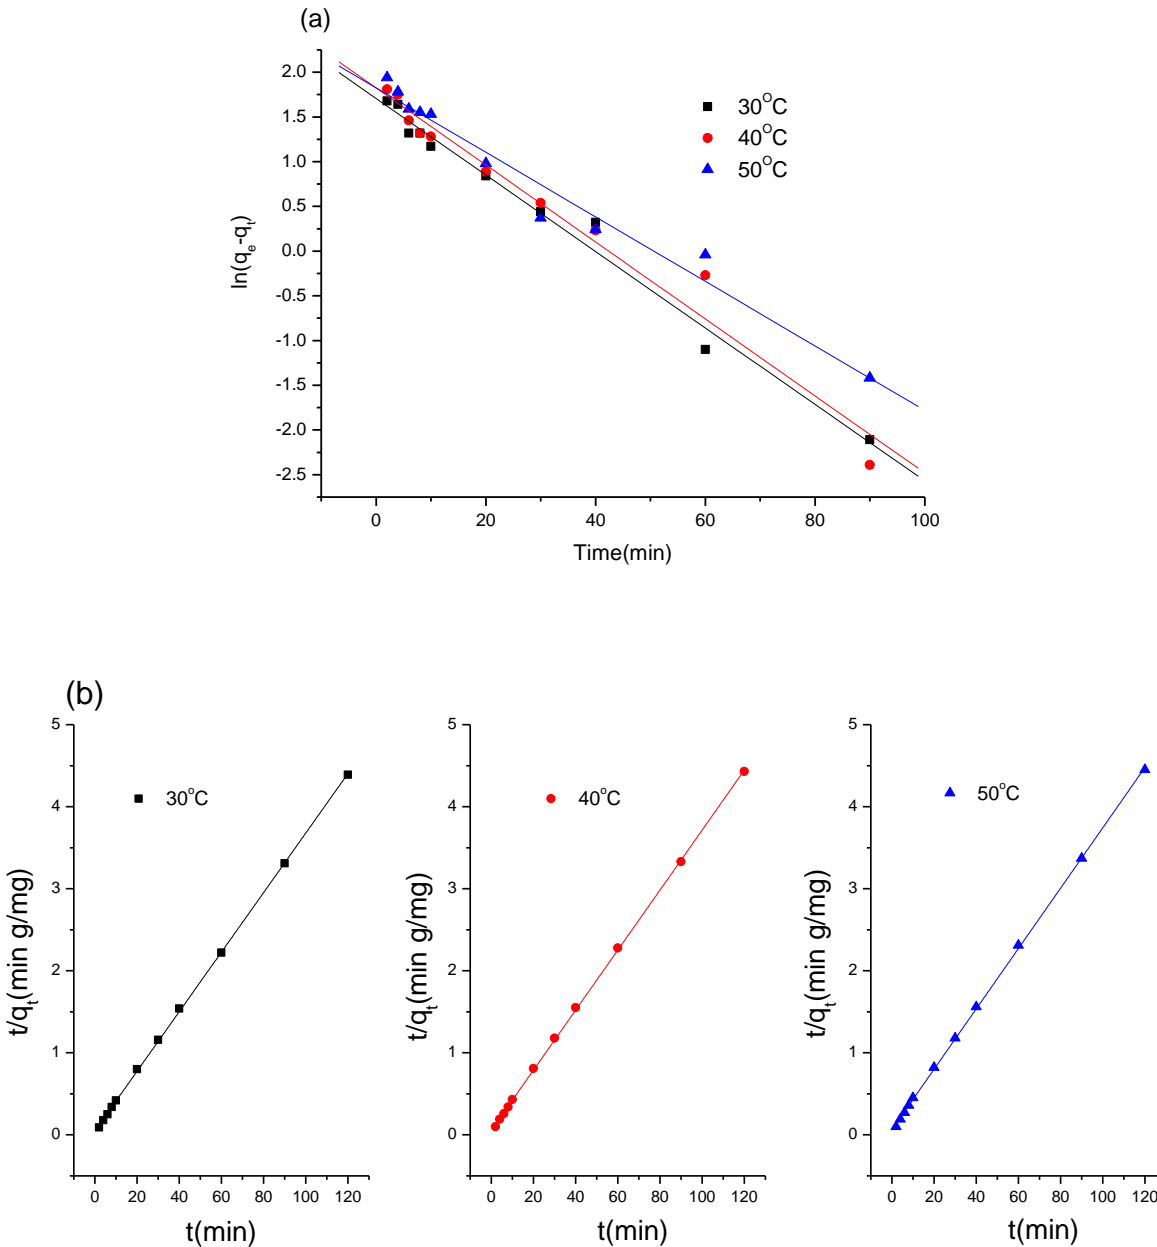 (a)
2.0
1.5
1.0
0.5
0.0
-0.5
-1.0
-1.5
-2.0
-2.5
ln(qe-qt)
30°C
40°C
50°C
0 20 40 60 80 100
Time(min)
(b)
5
4
3
2
1
0
t/qt(min g/mg)
30°C
0 20 40 60 80 100 120
t(min)
5
4
3
2
1
0
t/qt(min g/mg)
40°C
0 20 40 60 80 100 120
t(min)
5
4
3
2
1
0
t/qt(min g/mg)
50°C
0 20 40 60 80 100 120
t(min)